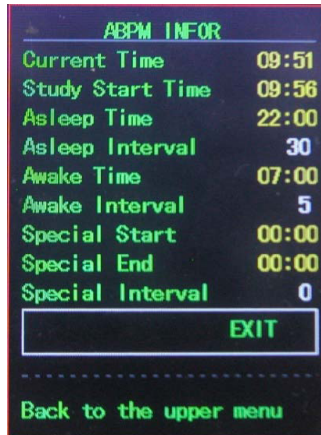 ABPM INFOR
Current Time 09:51
Study Start Time 09:56
Asleep Time 22:00
Asleep Interval 30
Awake Time 07:00
Awake Interval 5
Special Start 00:00
Special End 00:00
Special Interval 0
EXIT
Back to the upper menu